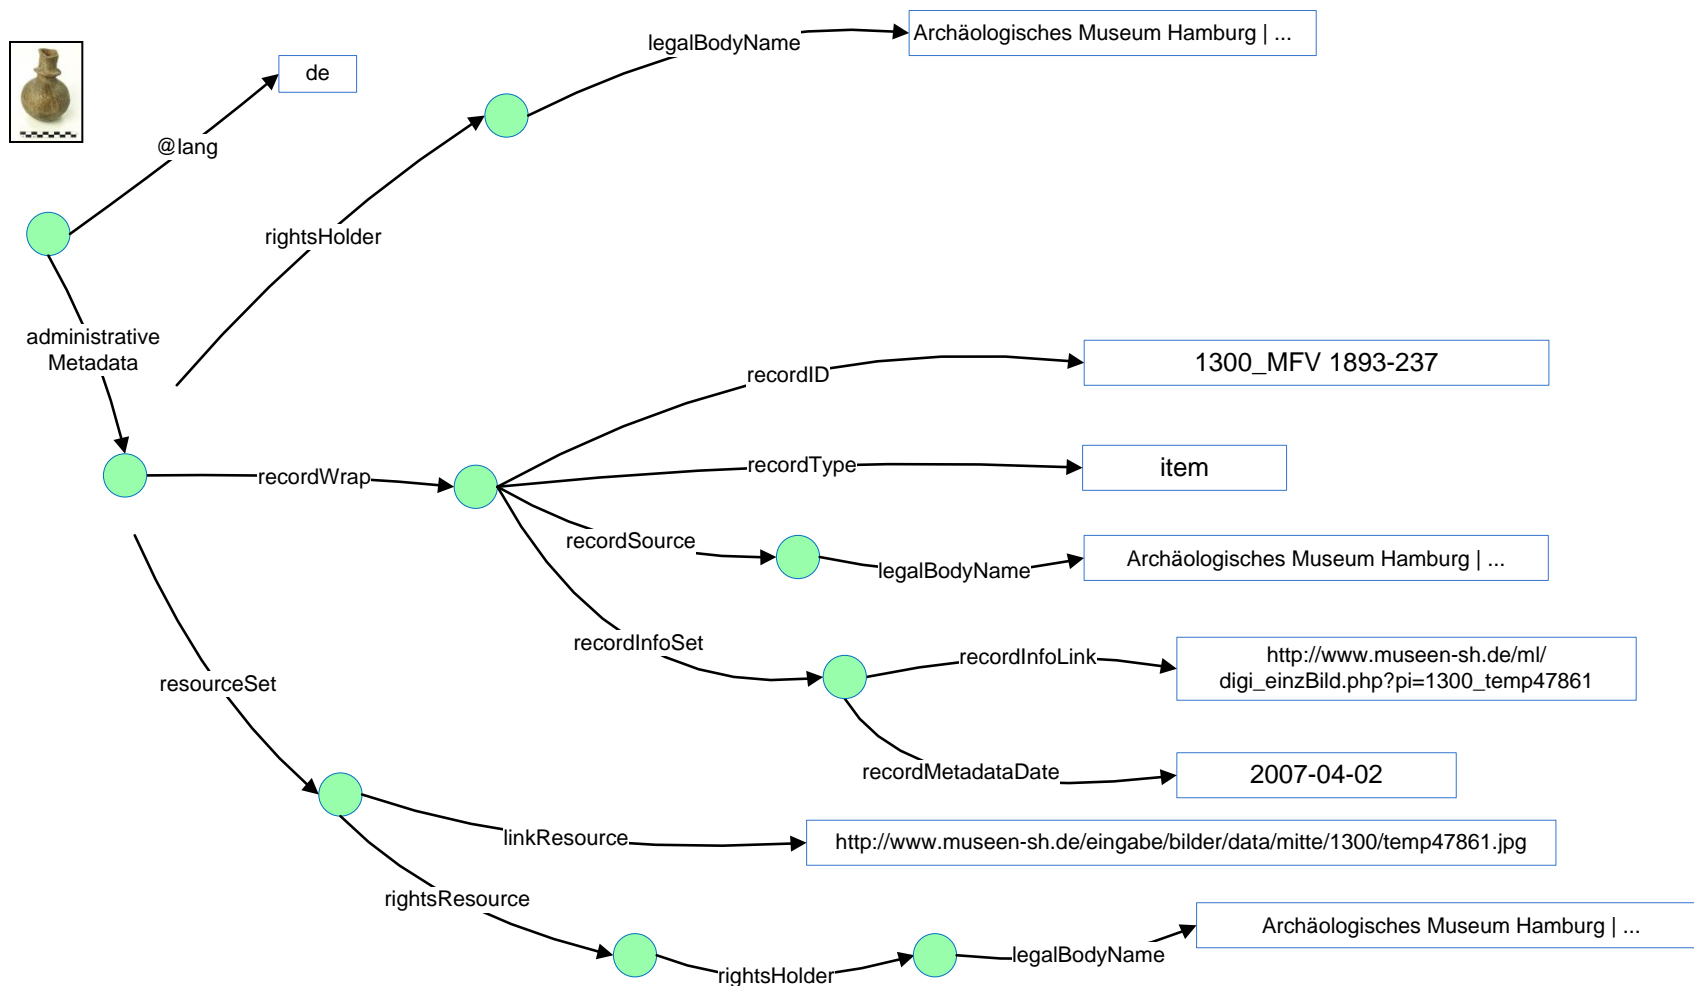 legalBodyName
Archäologisches Museum Hamburg | ...
de
@lang
rightsHolder
administrative
Metadata
recordID
1300_MFV 1893-237
recordWrap
recordType
item
recordSource
legalBodyName
Archäologisches Museum Hamburg | ...
recordInfoSet
recordInfoLink
http://www.museen-sh.de/ml/
digi_einzBild.php?pi=1300_temp47861
resourceSet
recordMetadataDate
2007-04-02
linkResource
http://www.museen-sh.de/eingabe/bilder/data/mitte/1300/temp47861.jpg
rightsResource
rightsHolder
legalBodyName
Archäologisches Museum Hamburg | ...